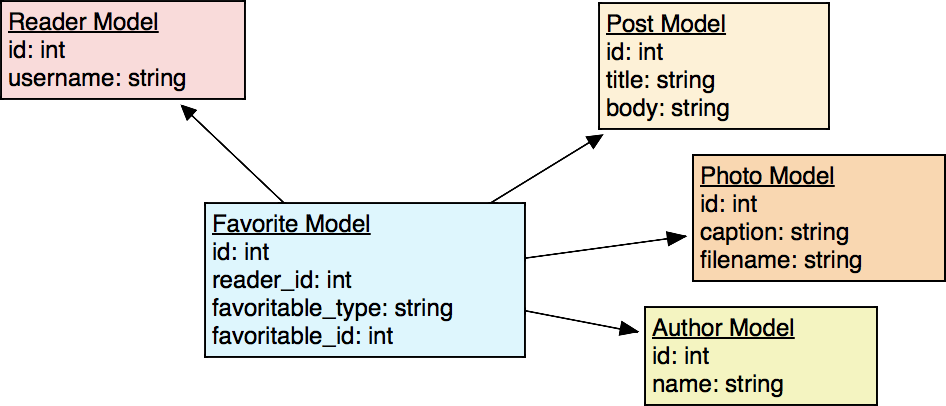 Reader Model
id: int
username: string
Post Model
id: int
title: string
body: string
Photo Model
id: int
caption: string
filename: string
Favorite Model
id: int
reader_id: int
favoritable_type: string
favoritable_id: int
Author Model
id: int
name: string